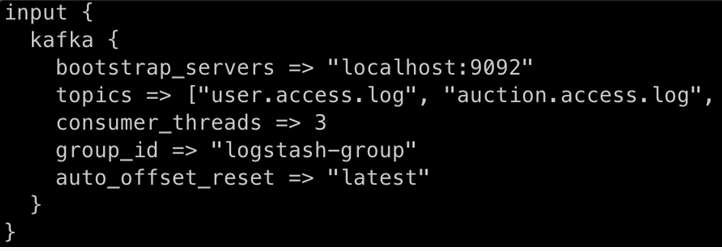 input {
  kafka {
    bootstrap_servers => "localhost:9092"
    topics => ["user.access.log", "auction.access.log",
    consumer_threads => 3
    group_id => "logstash-group"
    auto_offset_reset => "latest"
  }
}